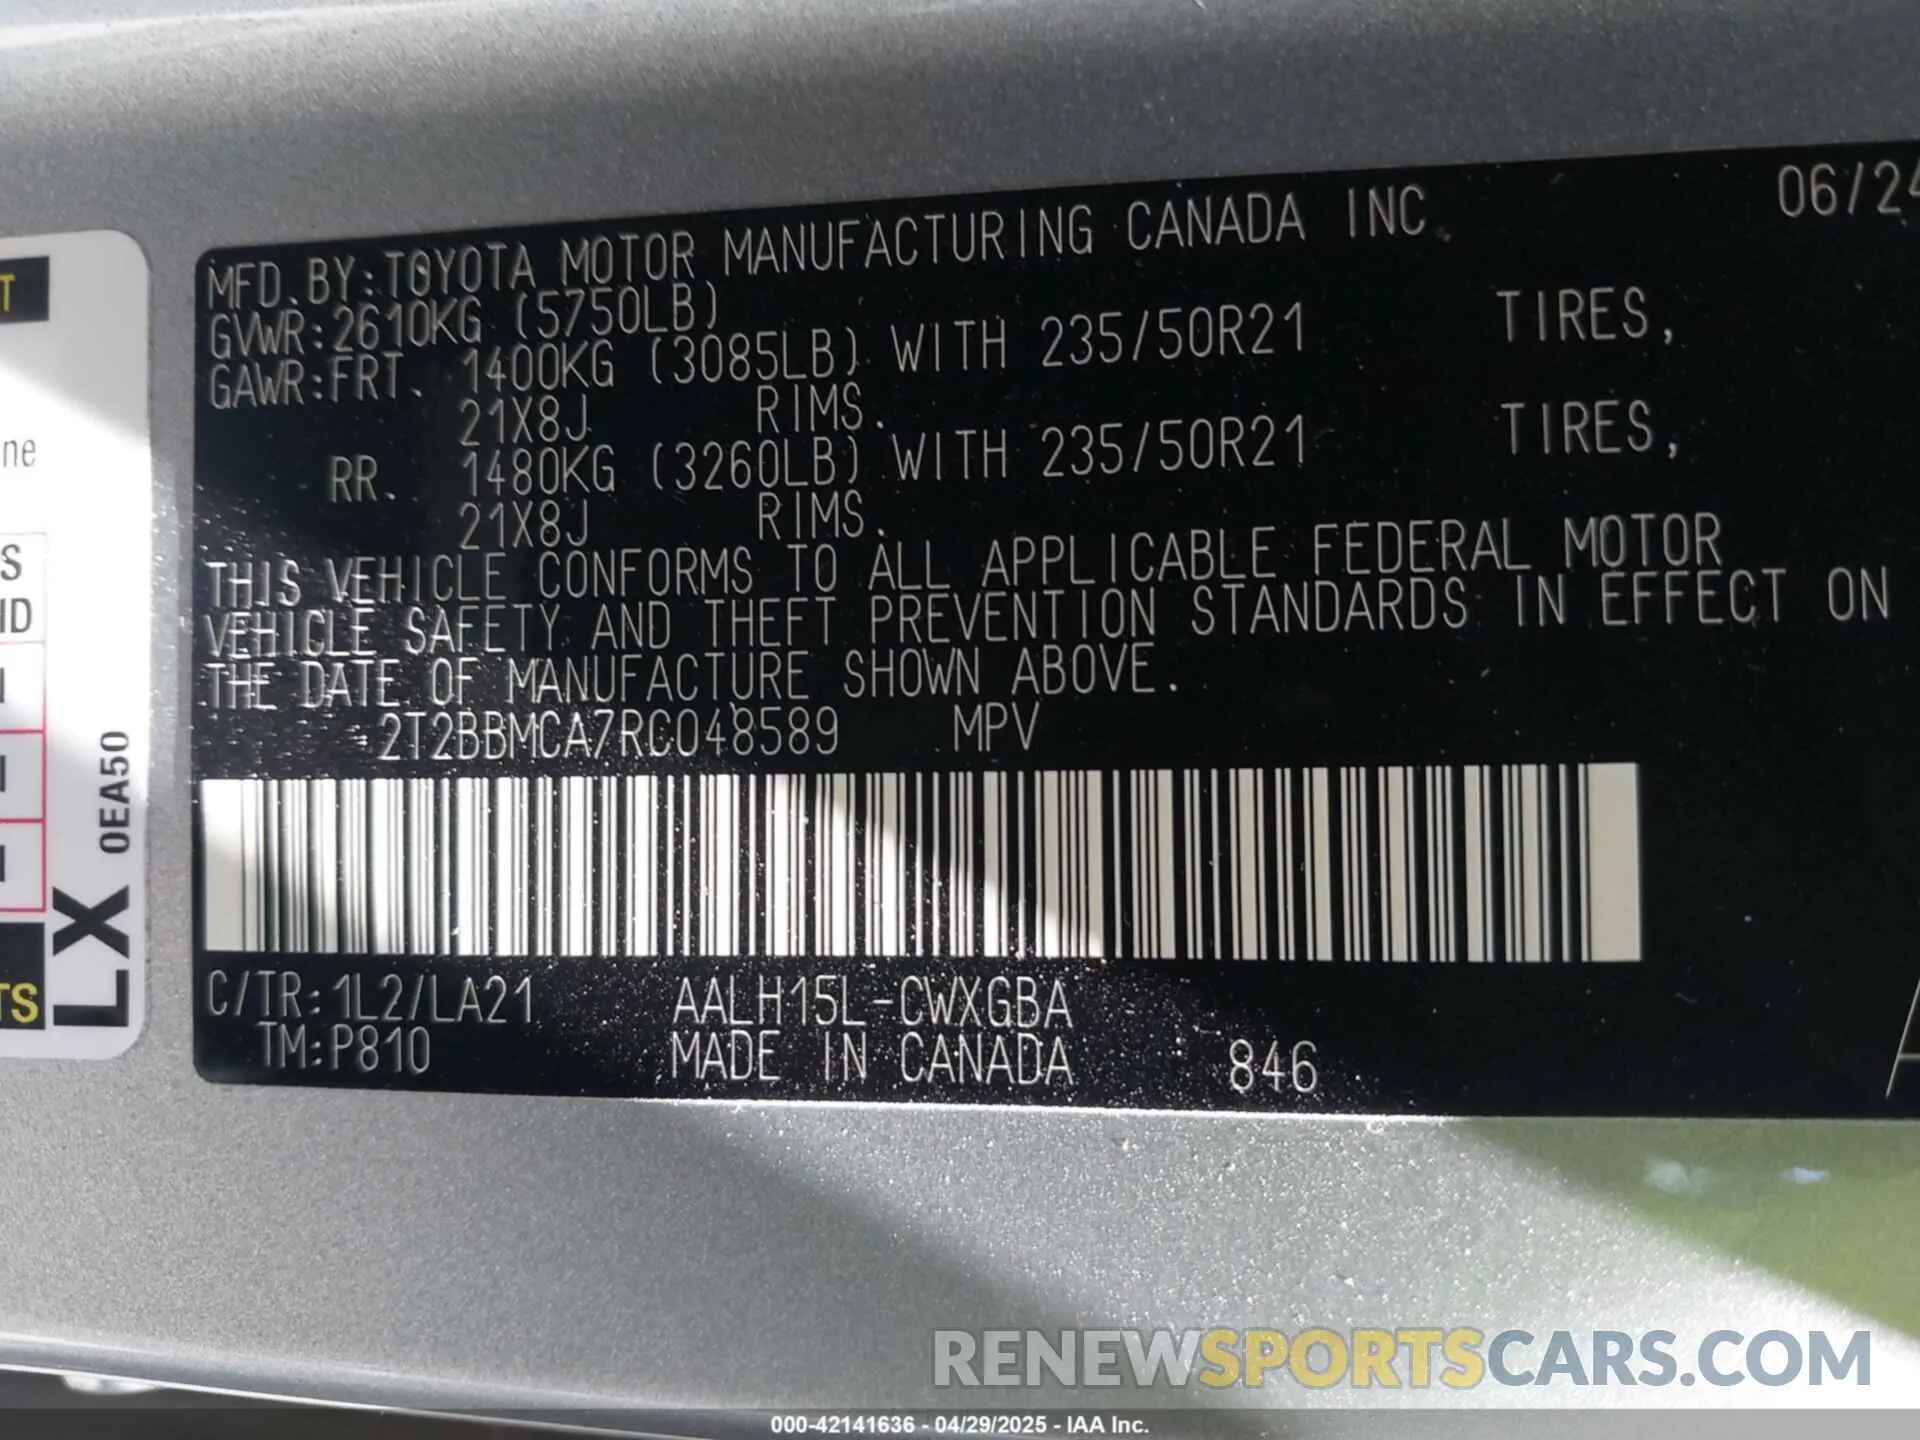 MFD. BY: TOYOTA MOTOR MANUFACTURING CANADA INC. 06/24
GVWR: 2610KG (5750LB)
GAWR: FRT. 1400KG (3085LB) WITH 235/50R21 TIRES,
21X8J RIMS.
RR. 1480KG (3260LB) WITH 235/50R21 TIRES,
21X8J RIMS.
THIS VEHICLE CONFORMS TO ALL APPLICABLE FEDERAL MOTOR
VEHICLE SAFETY AND THEFT PREVENTION STANDARDS IN EFFECT ON
THE DATE OF MANUFACTURE SHOWN ABOVE.
2T2BBMCA7RC048589 MPV
C/TR: 1L2/LA21 AALH15L-CWXGBA
TM: P810 MADE IN CANADA 846
T
ne
S
ID
TS
LX 0EA50
RENEWSPORTSCARS.COM
000-42141636 - 04/29/2025 - IAA Inc.